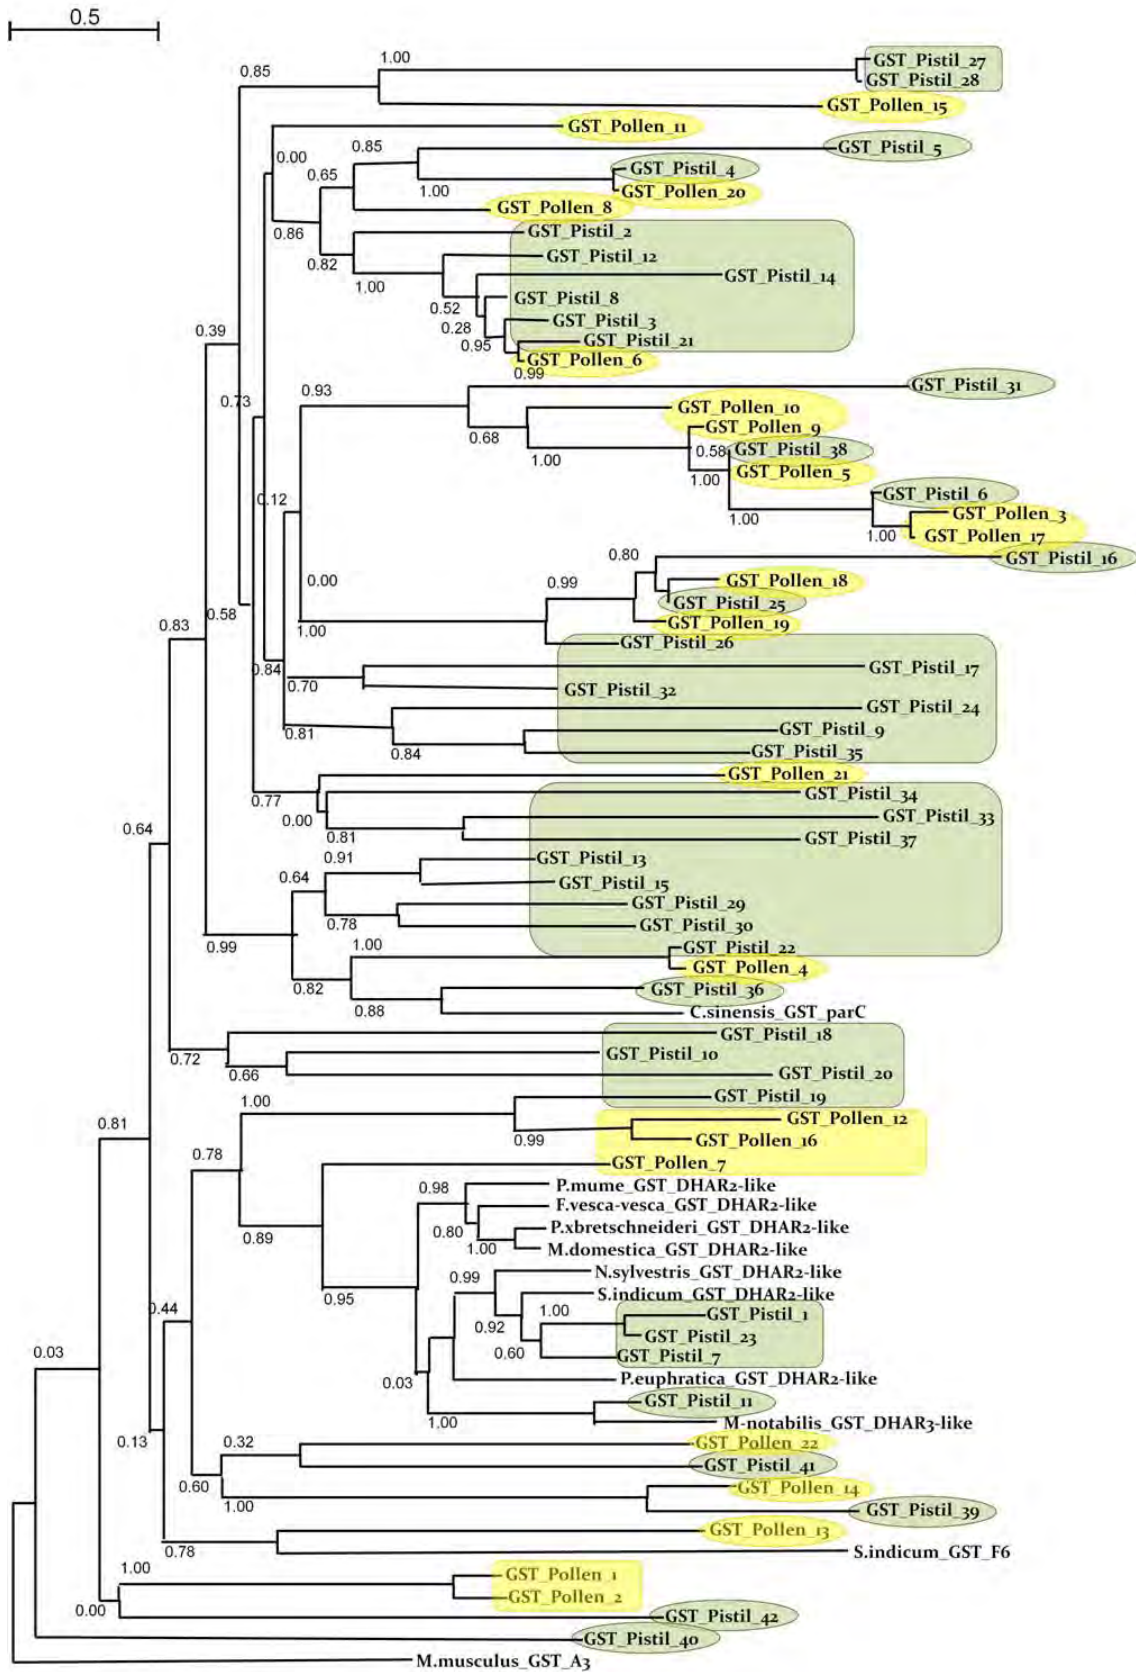 0.5
1.00
0.85
GST_Pistil_27
GST_Pistil_28
GST_Pollen_15
GST_Pollen_11
0.85
GST_Pistil_5
0.00
0.65
GST_Pistil_4
1.00
GST_Pollen_20
GST_Pollen_8
0.86
GST_Pistil_2
0.82
GST_Pistil_12
1.00
GST_Pistil_14
GST_Pistil_8
0.52
GST_Pistil_3
0.28
0.39
0.95
GST_Pistil_21
GST_Pollen_6
0.99
0.93
GST_Pistil_31
0.73
GST_Pollen_10
GST_Pollen_9
0.68
1.00
0.58
GST_Pistil_38
GST_Pollen_5
1.00
GST_Pistil_6
0.12
GST_Pollen_3
1.00
1.00
GST_Pollen_17
0.80
GST_Pistil_16
0.00
0.99
GST_Pollen_18
GST_Pistil_25
0.83
0.58
1.00
GST_Pollen_19
GST_Pistil_26
0.84
GST_Pistil_17
0.70
GST_Pistil_32
GST_Pistil_24
0.81
GST_Pistil_9
0.84
GST_Pistil_35
GST_Pollen_21
0.77
GST_Pistil_34
0.00
GST_Pistil_33
0.64
0.81
GST_Pistil_37
0.91
GST_Pistil_13
0.64
GST_Pistil_15
GST_Pistil_29
0.78
GST_Pistil_30
0.99
1.00
GST_Pistil_22
GST_Pollen_4
0.82
GST_Pistil_36
0.88
C.sinensis_GST_parC
GST_Pistil_18
0.72
GST_Pistil_10
0.66
GST_Pistil_20
GST_Pistil_19
0.81
1.00
GST_Pollen_12
0.99
GST_Pollen_16
0.78
GST_Pollen_7
0.98
P.mume_GST_DHAR2-like
F.vesca-vesca_GST_DHAR2-like
0.89
0.80
P.xbretschneideri_GST_DHAR2-like
1.00
M.domestica_GST_DHAR2-like
0.99
N.sylvestris_GST_DHAR2-like
0.95
S.indicum_GST_DHAR2-like
0.44
1.00
GST_Pistil_1
0.92
GST_Pistil_23
0.60
GST_Pistil_7
0.03
0.03
P.euphratica_GST_DHAR2-like
GST_Pistil_11
1.00
M-notabilis_GST_DHAR3-like
0.13
0.32
GST_Pollen_22
GST_Pistil_41
0.60
GST_Pollen_14
1.00
GST_Pistil_39
GST_Pollen_13
0.78
S.indicum_GST_F6
1.00
GST_Pollen_1
GST_Pollen_2
0.00
GST_Pistil_42
GST_Pistil_40
M.musculus_GST_A3